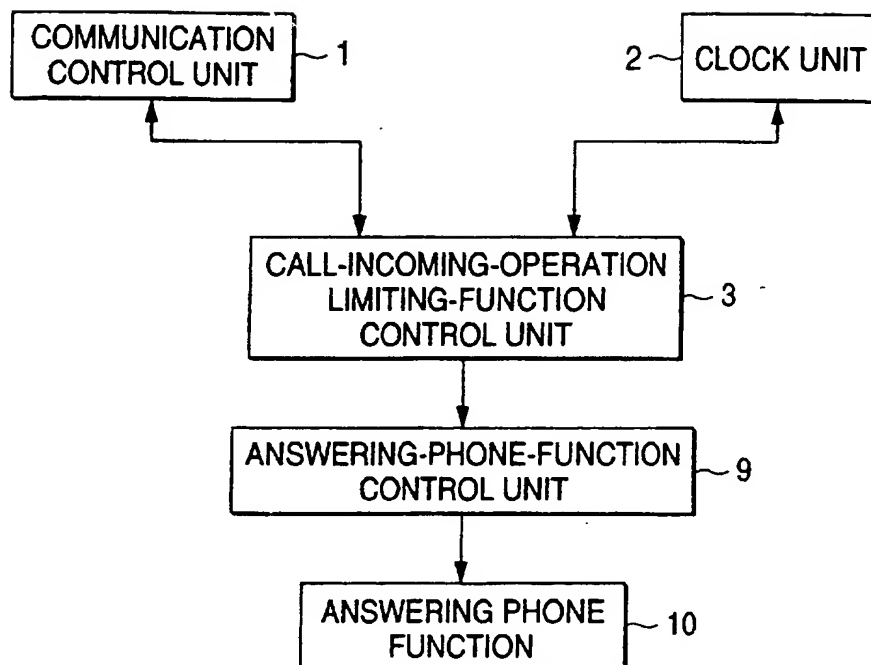 COMMUNICATION
CONTROL UNIT
1
2
CLOCK UNIT
CALL-INCOMING-OPERATION
LIMITING-FUNCTION
CONTROL UNIT
3
ANSWERING-PHONE-FUNCTION
CONTROL UNIT
9
ANSWERING PHONE
FUNCTION
10